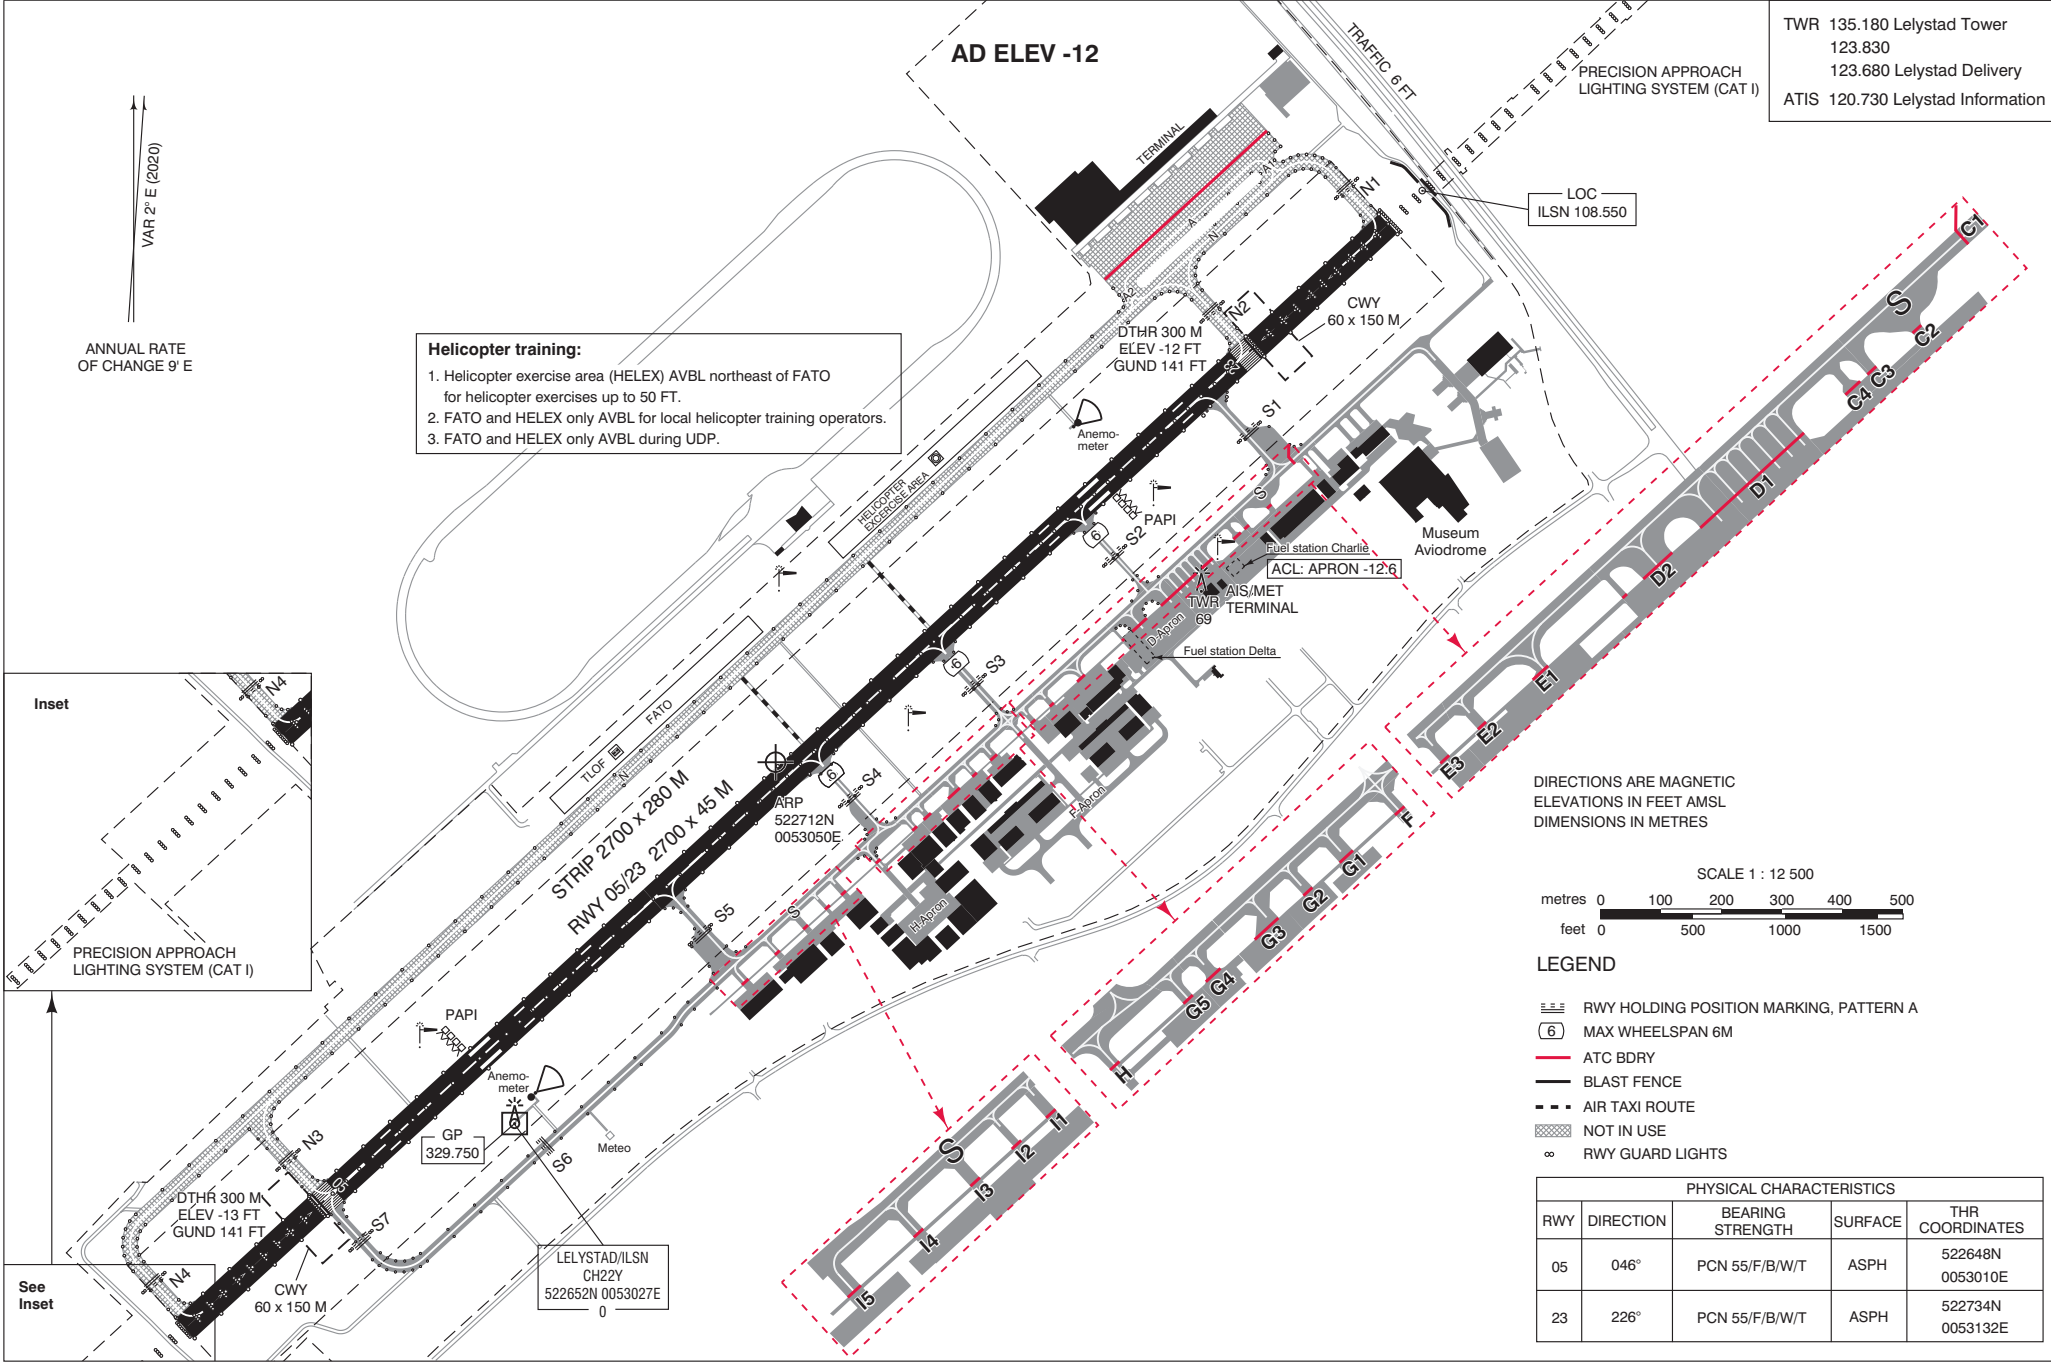 AD ELEV -12
TRAFFIC 6 FT
PRECISION APPROACH
LIGHTING SYSTEM (CAT I)
TWR 135.180 Lelystad Tower
123.830
123.680 Lelystad Delivery
ATIS 120.730 Lelystad Information
VAR 2° E (2020)
ANNUAL RATE
OF CHANGE 9' E
TERMINAL
A1
A
N
A2
N1
N2
LOC
ILSN 108.550
CWY
60 x 150 M
DTHR 300 M
ELEV -12 FT
GUND 141 FT
23
Helicopter training:
1. Helicopter exercise area (HELEX) AVBL northeast of FATO
for helicopter exercises up to 50 FT.
2. FATO and HELEX only AVBL for local helicopter training operators.
3. FATO and HELEX only AVBL during UDP.
Anemo-
meter
HELICOPTER
EXCERCISE AREA
S1
S
PAPI
6
S2
Museum
Aviodrome
Fuel station Charlie
ACL: APRON -12.6
AIS/MET
TERMINAL
TWR
69
D-Apron
Fuel station Delta
6
S3
FATO
TLOF
N
STRIP 2700 x 280 M
RWY 05/23 2700 x 45 M
ARP
522712N
0053050E
6
S4
F-Apron
H-Apron
S5
S
Inset
N4
PRECISION APPROACH
LIGHTING SYSTEM (CAT I)
PAPI
Anemo-
meter
GP
329.750
Meteo
S6
N3
05
DTHR 300 M
ELEV -13 FT
GUND 141 FT
S7
N4
CWY
60 x 150 M
See
Inset
LELYSTAD/ILSN
CH22Y
522652N 0053027E
0
C1
S
C2
C3
C4
D1
D2
E1
E2
E3
F
G1
G2
G3
G4
G5
H
S
I1
I2
I3
I4
I5
DIRECTIONS ARE MAGNETIC
ELEVATIONS IN FEET AMSL
DIMENSIONS IN METRES
SCALE 1 : 12 500
metres 0 100 200 300 400 500
feet 0 500 1000 1500
LEGEND
RWY HOLDING POSITION MARKING, PATTERN A
6 MAX WHEELSPAN 6M
ATC BDRY
BLAST FENCE
AIR TAXI ROUTE
NOT IN USE
RWY GUARD LIGHTS
PHYSICAL CHARACTERISTICS
RWY DIRECTION BEARING STRENGTH SURFACE THR COORDINATES
05 046° PCN 55/F/B/W/T ASPH 522648N 0053010E
23 226° PCN 55/F/B/W/T ASPH 522734N 0053132E